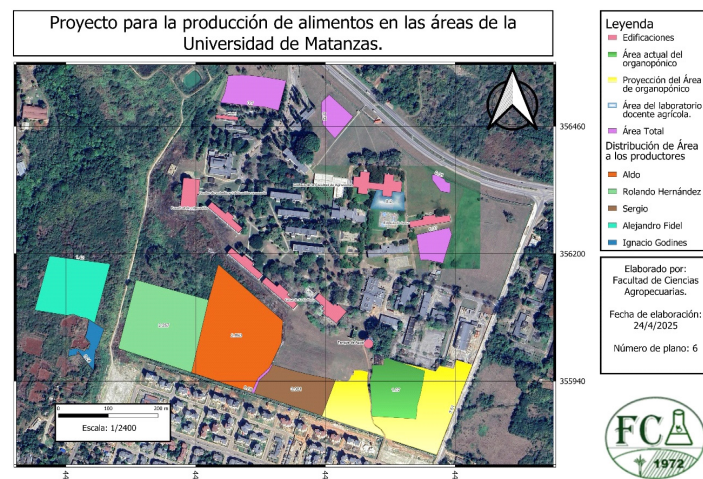 Proyecto para la producción de alimentos en las áreas de la
Universidad de Matanzas.
Leyenda
Edificaciones
Área actual del
organopónico
Proyección del Área
de organopónico
Área del laboratorio
docente agrícola.
Área Total
Distribución de Área
a los productores
Aldo
Rolando Hernández
Sergio
Alejandro Fidel
Ignacio Godines
356460
356200
355940
0 100 200 m
Escala: 1/2400
Elaborado por:
Facultad de Ciencias
Agropecuarias.
Fecha de elaboración:
24/4/2025
Número de plano: 6
FCA
1972